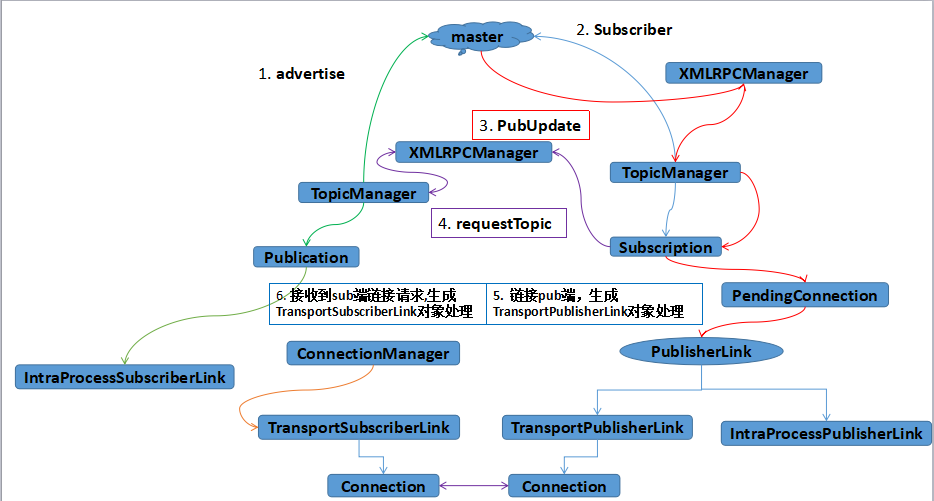 master
2. Subscriber
1. advertise
XMLRPCManager
3. PubUpdate
XMLRPCManager
TopicManager
TopicManager
4. requestTopic
Publication
Subscription
6. 接收到sub端链接请求,生成
TransportSubscriberLink对象处理
5. 链接pub端，生成
TransportPublisherLink对象处理
PendingConnection
ConnectionManager
PublisherLink
IntraProcessSubscriberLink
TransportSubscriberLink
TransportPublisherLink
IntraProcessPublisherLink
Connection
Connection